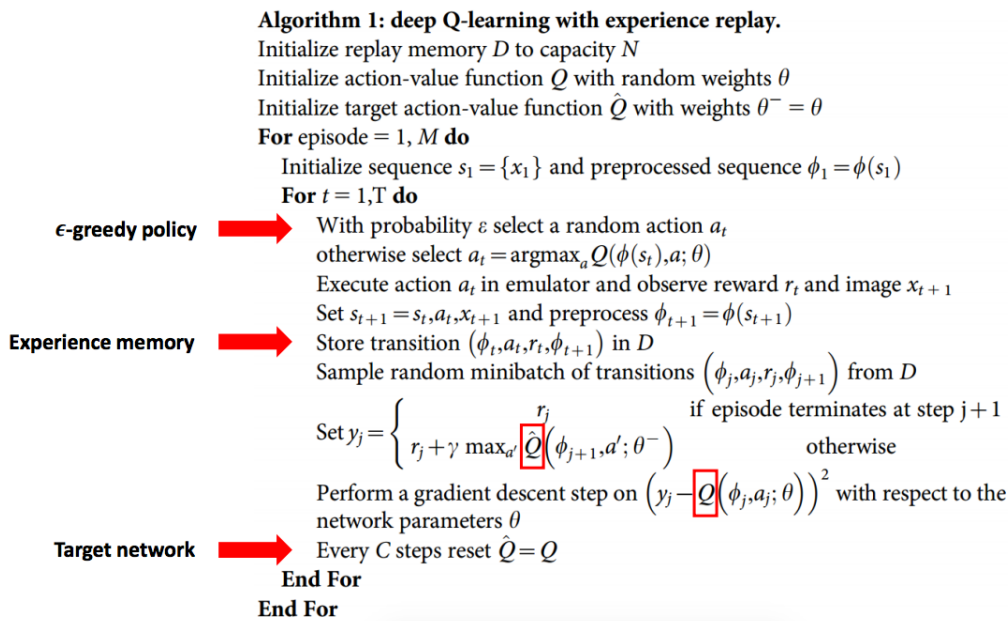 Algorithm 1: deep Q-learning with experience replay.
Initialize replay memory D to capacity N
Initialize action-value function Q with random weights θ
Initialize target action-value function Q̂ with weights θ⁻ = θ
For episode = 1, M do
Initialize sequence s₁ = {x₁} and preprocessed sequence ϕ₁ = ϕ(s₁)
For t = 1,T do
ϵ-greedy policy
With probability ε select a random action aₜ
otherwise select aₜ = argmaxₐ Q(ϕ(sₜ),a; θ)
Execute action aₜ in emulator and observe reward rₜ and image xₜ₊₁
Set sₜ₊₁ = sₜ,aₜ,xₜ₊₁ and preprocess ϕₜ₊₁ = ϕ(sₜ₊₁)
Experience memory
Store transition (ϕₜ,aₜ,rₜ,ϕₜ₊₁) in D
Sample random minibatch of transitions (ϕⱼ,aⱼ,rⱼ,ϕⱼ₊₁) from D
Set yⱼ = {
rⱼ if episode terminates at step j+1
rⱼ + γ maxₐ′ Q̂(ϕⱼ₊₁,a′; θ⁻) otherwise
Perform a gradient descent step on (yⱼ − Q(ϕⱼ,aⱼ; θ))² with respect to the
network parameters θ
Target network
Every C steps reset Q̂ = Q
End For
End For